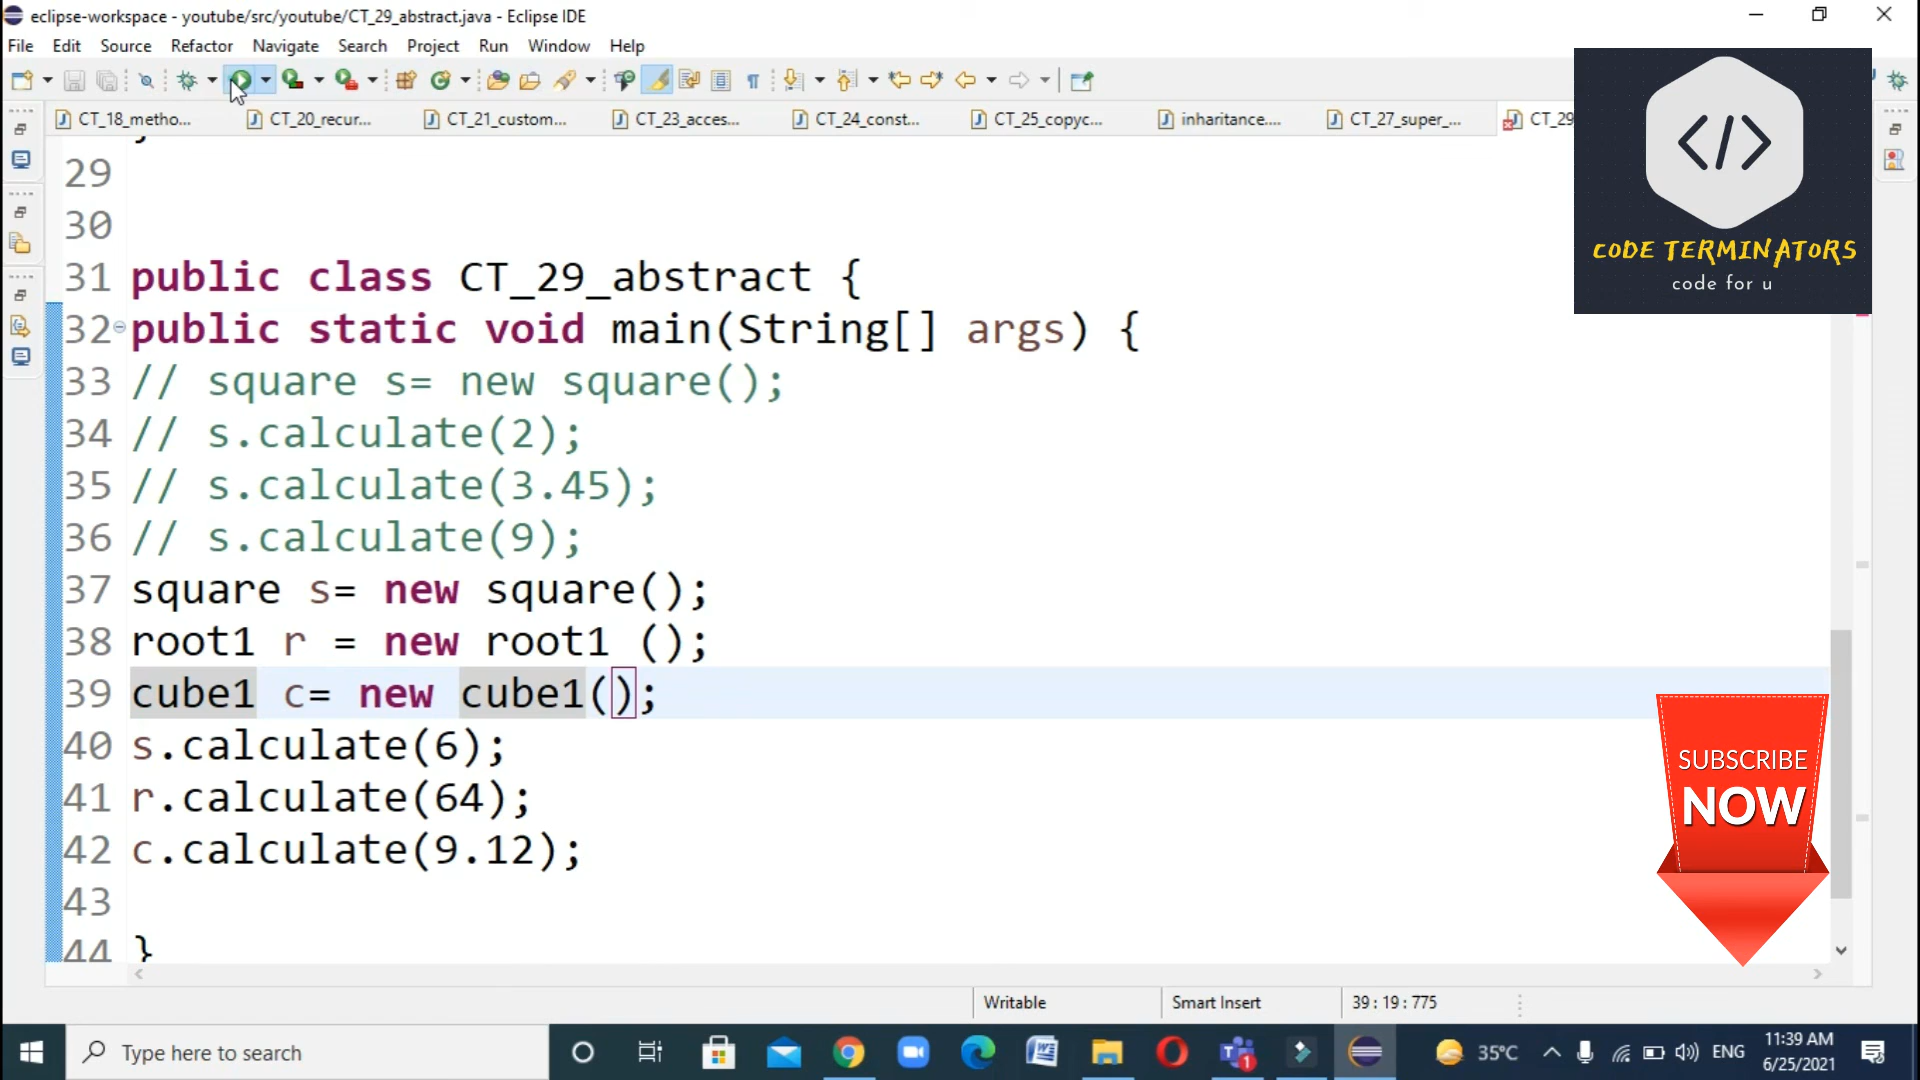 eclipse-workspace - youtube/src/youtube/CT_29_abstract.java - Eclipse IDE
File Edit Source Refactor Navigate Search Project Run Window Help
CT_18_metho... CT_20_recur... CT_21_custom... CT_23_acces... CT_24_const... CT_25_copyc... inheritance.... CT_27_super_... CT_29
29
30
31 public class CT_29_abstract {
32 public static void main(String[] args) {
33 // square s= new square();
34 // s.calculate(2);
35 // s.calculate(3.45);
36 // s.calculate(9);
37 square s= new square();
38 root1 r = new root1 ();
39 cube1 c= new cube1();
40 s.calculate(6);
41 r.calculate(64);
42 c.calculate(9.12);
43
44 }
</>
CODE TERMINATORS
code for u
SUBSCRIBE
NOW
Writable Smart Insert 39 : 19 : 775
Type here to search
1
35°C ENG 11:39 AM
6/25/2021